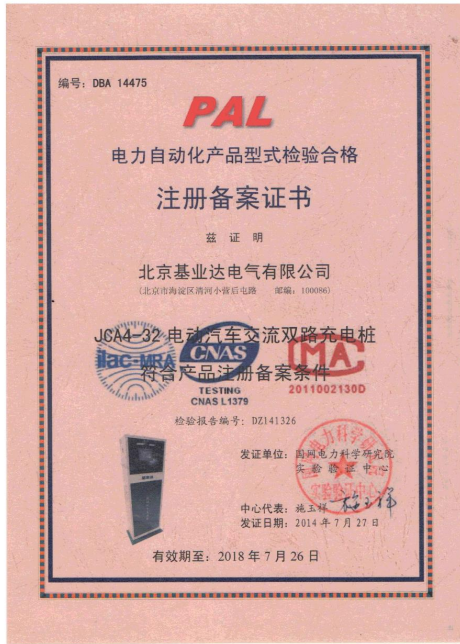 编号：DBA 14475
PAL
电力自动化产品型式检验合格
注册备案证书
兹 证 明
北京基业达电气有限公司
(北京市海淀区清河小营后屯路 邮编：100086)
JCA4-32 电动汽车交流双路充电桩
ilac-MRA
CNAS
MA
符合产品注册备案条件
TESTING
CNAS L1379
2011002130D
检验报告编号：DZ141326
发证单位：国网电力科学研究院
实 验 验 证 中 心
中心代表：施玉祥
发证日期：2014 年 7 月 27 日
有效期至：2018 年 7 月 26 日